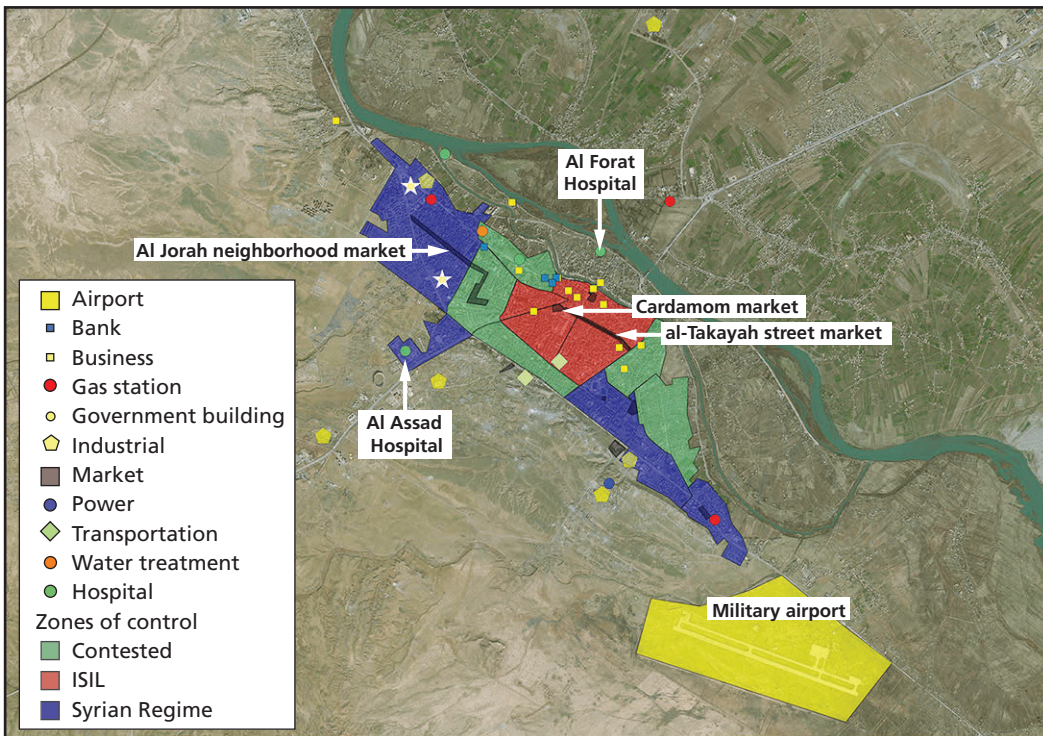 Al Forat
Hospital
Al Jorah neighborhood market
Cardamom market
al-Takayah street market
Al Assad
Hospital
Military airport
Airport
Bank
Business
Gas station
Government building
Industrial
Market
Power
Transportation
Water treatment
Hospital
Zones of control
Contested
ISIL
Syrian Regime